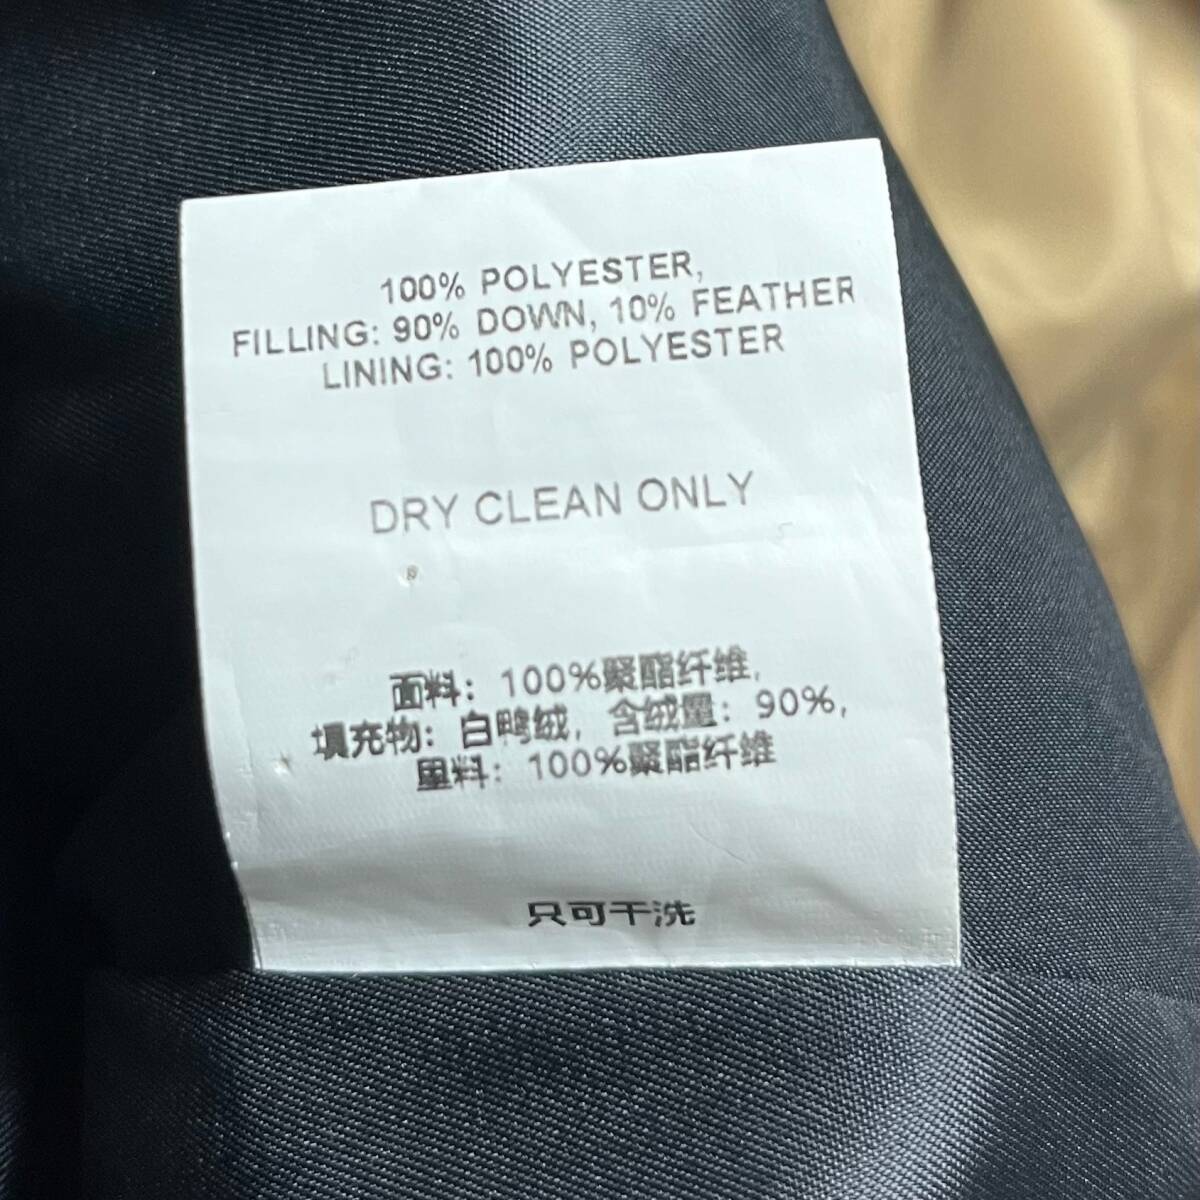 100% POLYESTER,
FILLING: 90% DOWN, 10% FEATHER
LINING: 100% POLYESTER
DRY CLEAN ONLY
面料: 100%聚酯纤维,
填充物: 白鸭绒, 含绒量: 90%,
里料: 100%聚酯纤维
只可干洗